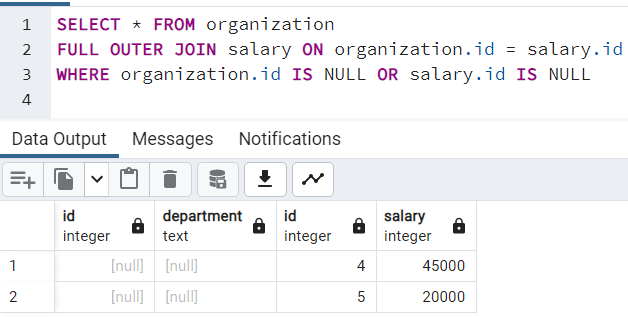 1 SELECT * FROM organization
2 FULL OUTER JOIN salary ON organization.id = salary.id
3 WHERE organization.id IS NULL OR salary.id IS NULL
4
Data Output Messages Notifications
id department id salary
integer text integer integer
1 [null] [null] 4 45000
2 [null] [null] 5 20000